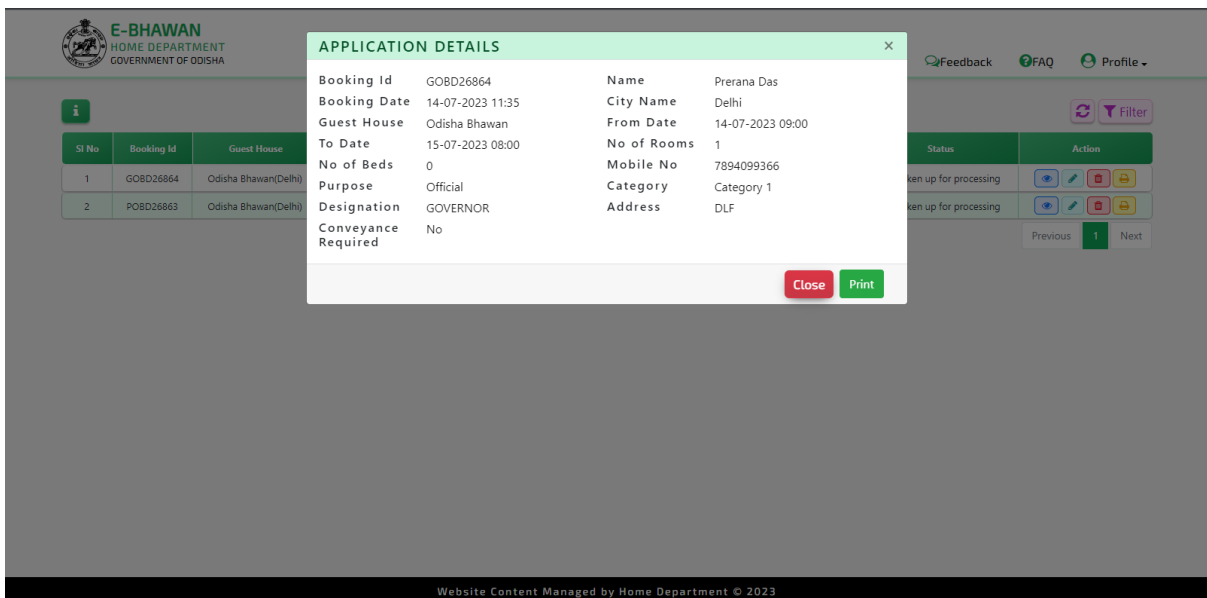 E-BHAWAN
HOME DEPARTMENT
GOVERNMENT OF ODISHA
Feedback
FAQ
Profile
Filter
APPLICATION DETAILS ×
Booking Id GOBD26864 Name Prerana Das
Booking Date 14-07-2023 11:35 City Name Delhi
Guest House Odisha Bhawan From Date 14-07-2023 09:00
To Date 15-07-2023 08:00 No of Rooms 1
No of Beds 0 Mobile No 7894099366
Purpose Official Category Category 1
Designation GOVERNOR Address DLF
Conveyance Required No
Close Print
Sl No Booking Id Guest House Status Action
1 GOBD26864 Odisha Bhawan(Delhi) up for processing
2 POBD26863 Odisha Bhawan(Delhi) up for processing
Previous 1 Next
Website Content Managed by Home Department © 2023